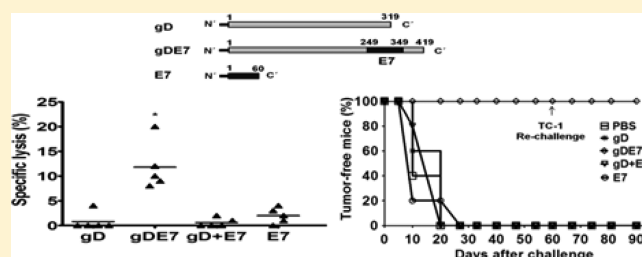 gD N´ 1 319 C´
gDE7 N´ 1 249 349 419 C´
E7
E7 N´ 1 60 C´
Specific lysis (%)
25
20
15
10
5
0
*
gD gDE7 gD+E7 E7
Tumor-free mice (%)
100
80
60
40
20
0
TC-1
Re-challenge
PBS
gD
gDE7
gD+E
E7
0 10 20 30 40 50 60 70 80 90
Days after challenge